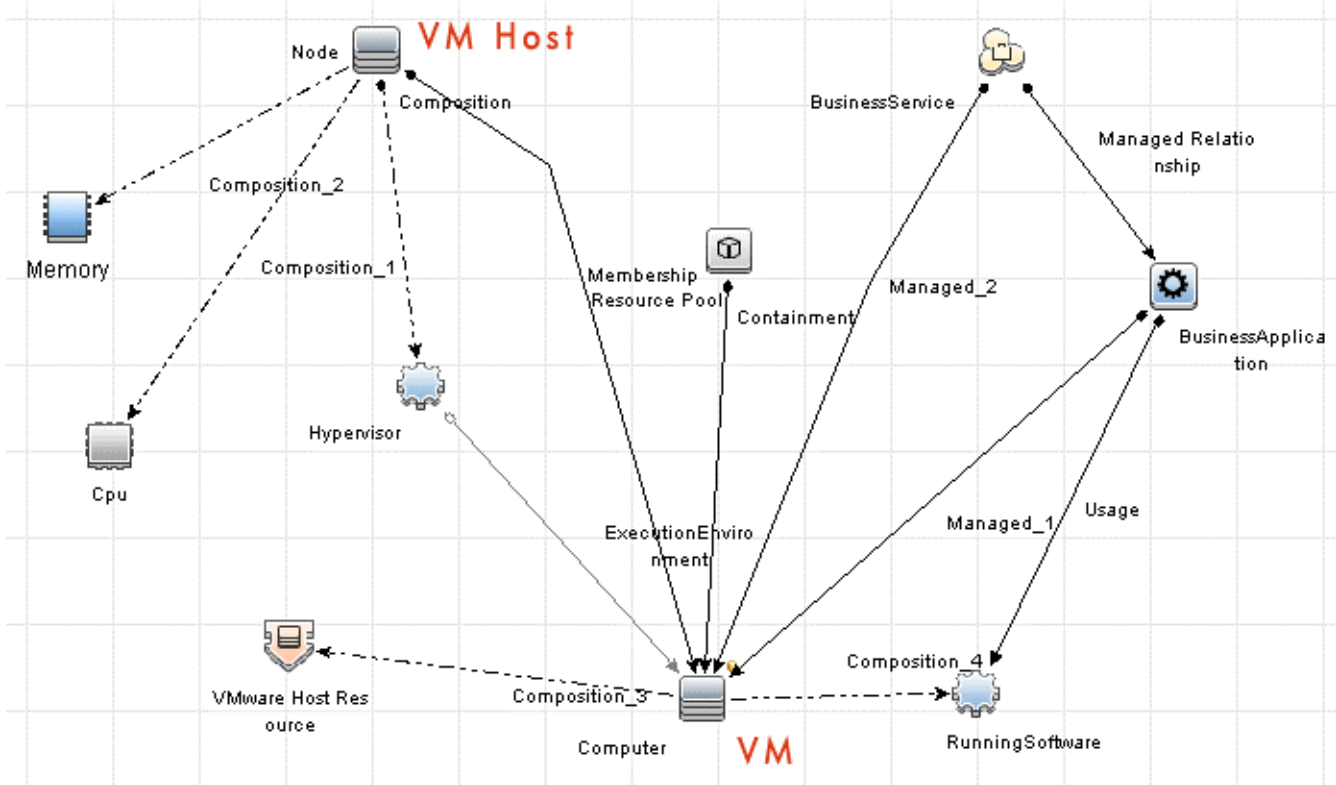 VM Host
Node
Composition
BusinessService
Managed Relatio
nship
Composition_2
Memory
Composition_1
Membership
Resource Pool
Managed_2
Containment
BusinessApplica
tion
Hypervisor
Cpu
Usage
Managed_1
ExecutionEnviro
nment
Composition_4
VMware Host Res
ource
Composition_3
Computer
VM
RunningSoftware